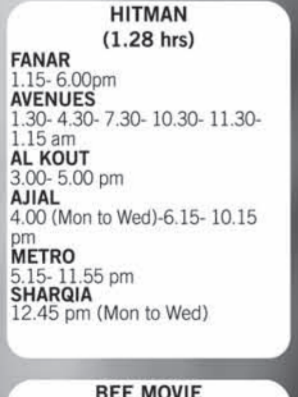 HITMAN
(1.28 hrs)
FANAR
1.15- 6.00pm
AVENUES
1.30- 4.30- 7.30- 10.30- 11.30-
1.15 am
AL KOUT
3.00- 5.00 pm
AJIAL
4.00 (Mon to Wed)-6.15- 10.15
pm
METRO
5.15- 11.55 pm
SHARQIA
12.45 pm (Mon to Wed)
BEE MOVIE